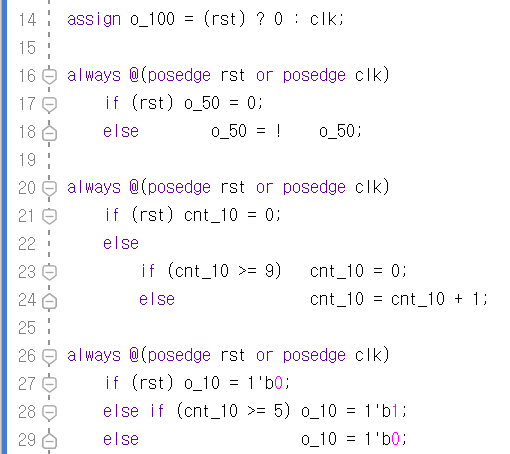 14 assign o_100 = (rst) ? 0 : clk;
15
16 always @(posedge rst or posedge clk)
17     if (rst) o_50 = 0;
18     else        o_50 = !    o_50;
19
20 always @(posedge rst or posedge clk)
21     if (rst) cnt_10 = 0;
22     else
23         if (cnt_10 >= 9)   cnt_10 = 0;
24         else               cnt_10 = cnt_10 + 1;
25
26 always @(posedge rst or posedge clk)
27     if (rst) o_10 = 1'b0;
28     else if (cnt_10 >= 5) o_10 = 1'b1;
29     else                  o_10 = 1'b0;